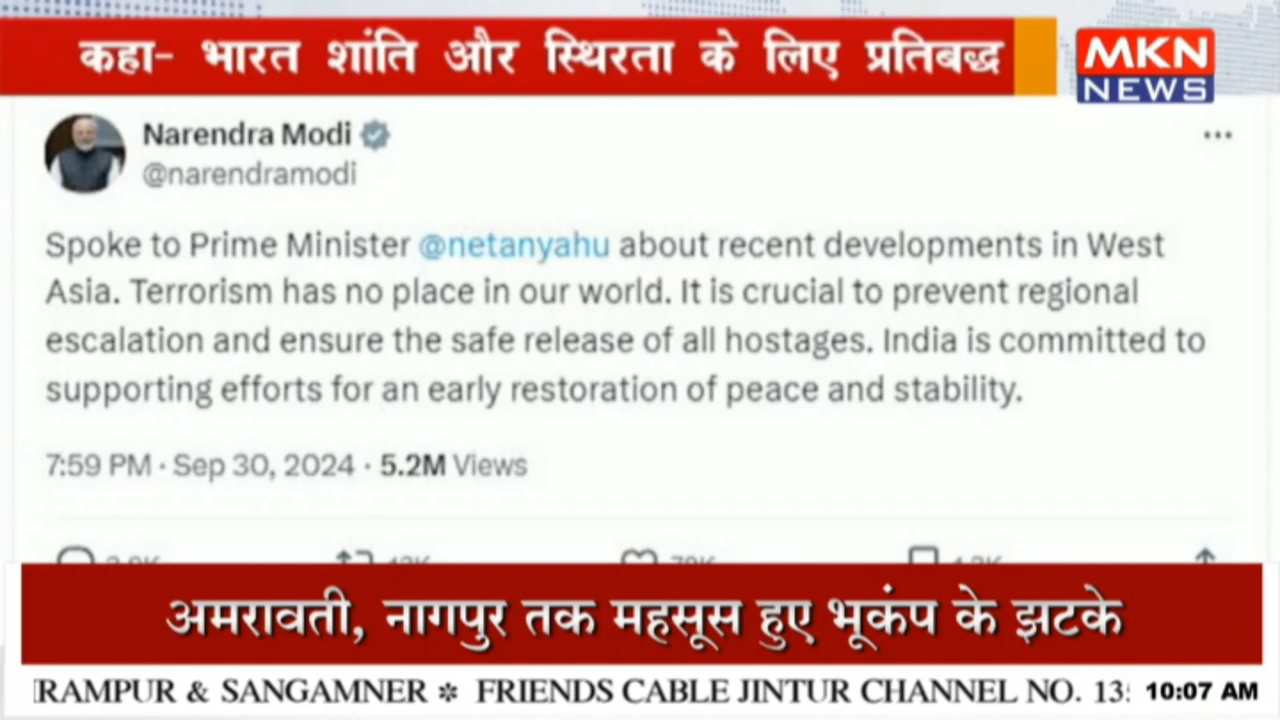 कहा- भारत शांति और स्थिरता के लिए प्रतिबद्ध
MKN
NEWS
Narendra Modi
@narendramodi
Spoke to Prime Minister @netanyahu about recent developments in West
Asia. Terrorism has no place in our world. It is crucial to prevent regional
escalation and ensure the safe release of all hostages. India is committed to
supporting efforts for an early restoration of peace and stability.
7:59 PM · Sep 30, 2024 · 5.2M Views
अमरावती, नागपुर तक महसूस हुए भूकंप के झटके
RAMPUR & SANGAMNER * FRIENDS CABLE JINTUR CHANNEL NO. 13
10:07 AM